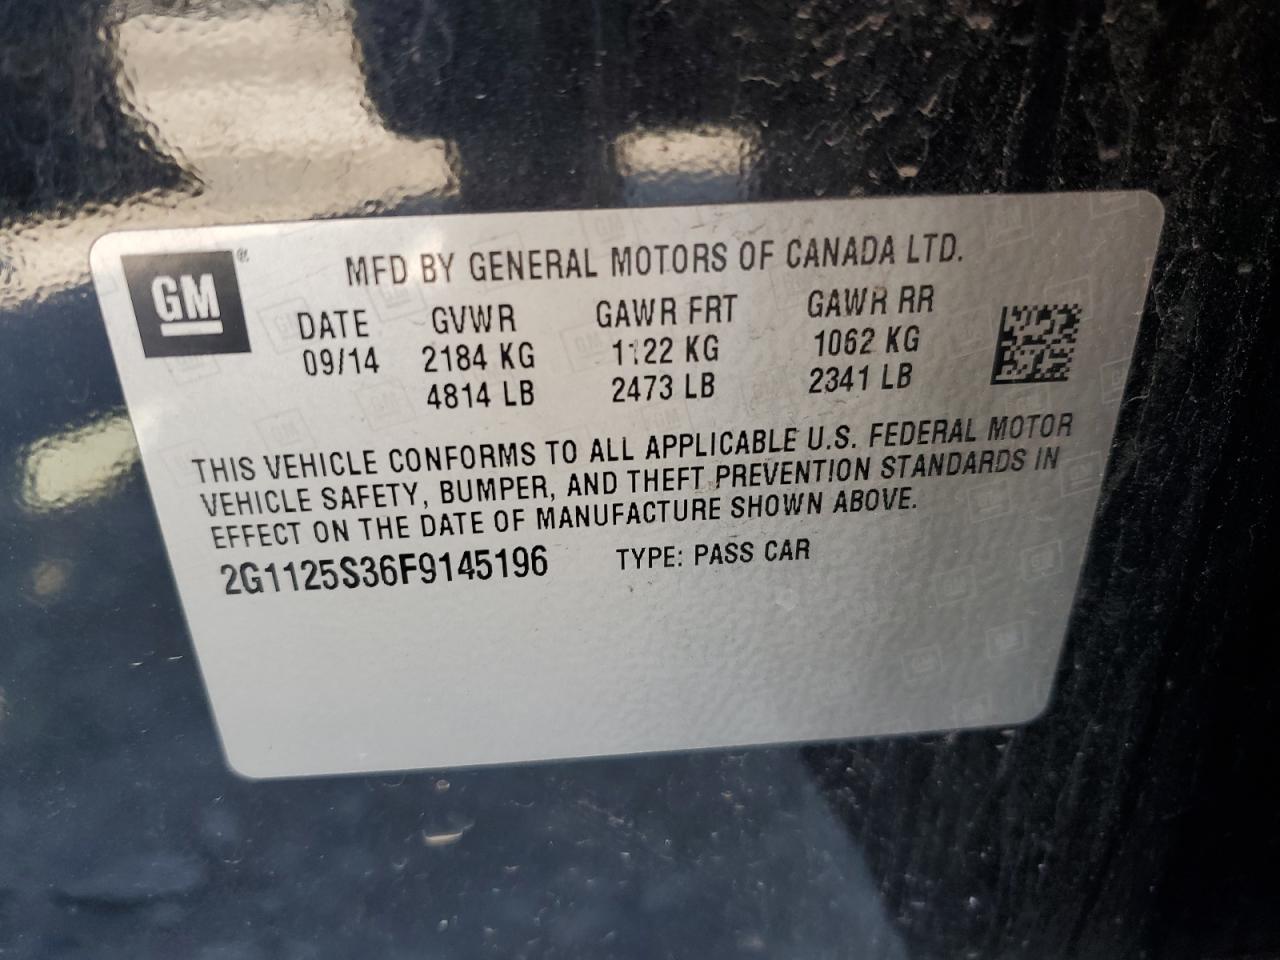 GM®
MFD BY GENERAL MOTORS OF CANADA LTD.
DATE GVWR GAWR FRT GAWR RR
09/14 2184 KG 1122 KG 1062 KG
4814 LB 2473 LB 2341 LB
THIS VEHICLE CONFORMS TO ALL APPLICABLE U.S. FEDERAL MOTOR
VEHICLE SAFETY, BUMPER, AND THEFT PREVENTION STANDARDS IN
EFFECT ON THE DATE OF MANUFACTURE SHOWN ABOVE.
2G1125S36F9145196 TYPE: PASS CAR